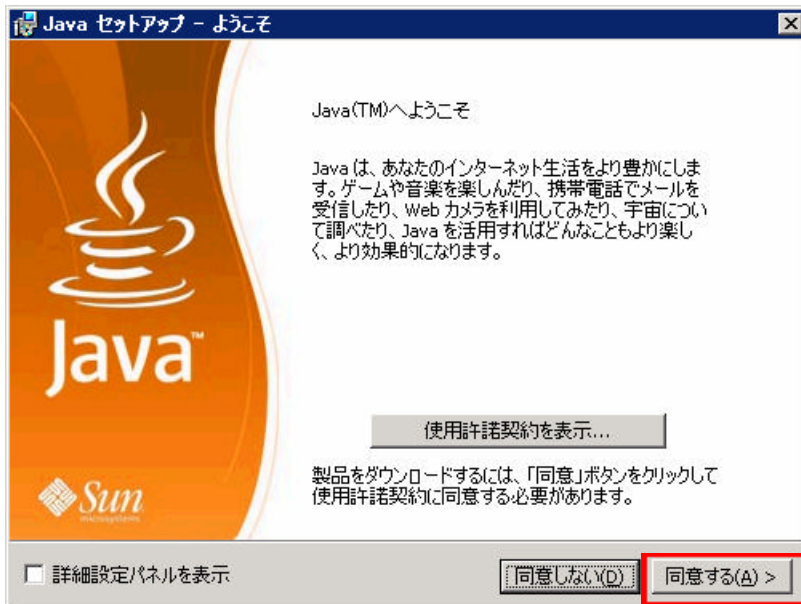 Java セットアップ - ようこそ
Java(TM)へようこそ
Java は、あなたのインターネット生活をより豊かにしま
す。ゲームや音楽を楽しんだり、携帯電話でメールを
受信したり、Web カメラを利用してみたり、宇宙につい
て調べたり、Java を活用すればどんなこともより楽し
く、より効果的になります。
Java™
使用許諾契約を表示...
製品をダウンロードするには、「同意」ボタンをクリックして
使用許諾契約に同意する必要があります。
Sun
microsystems
詳細設定パネルを表示
同意しない(D)
同意する(A) >